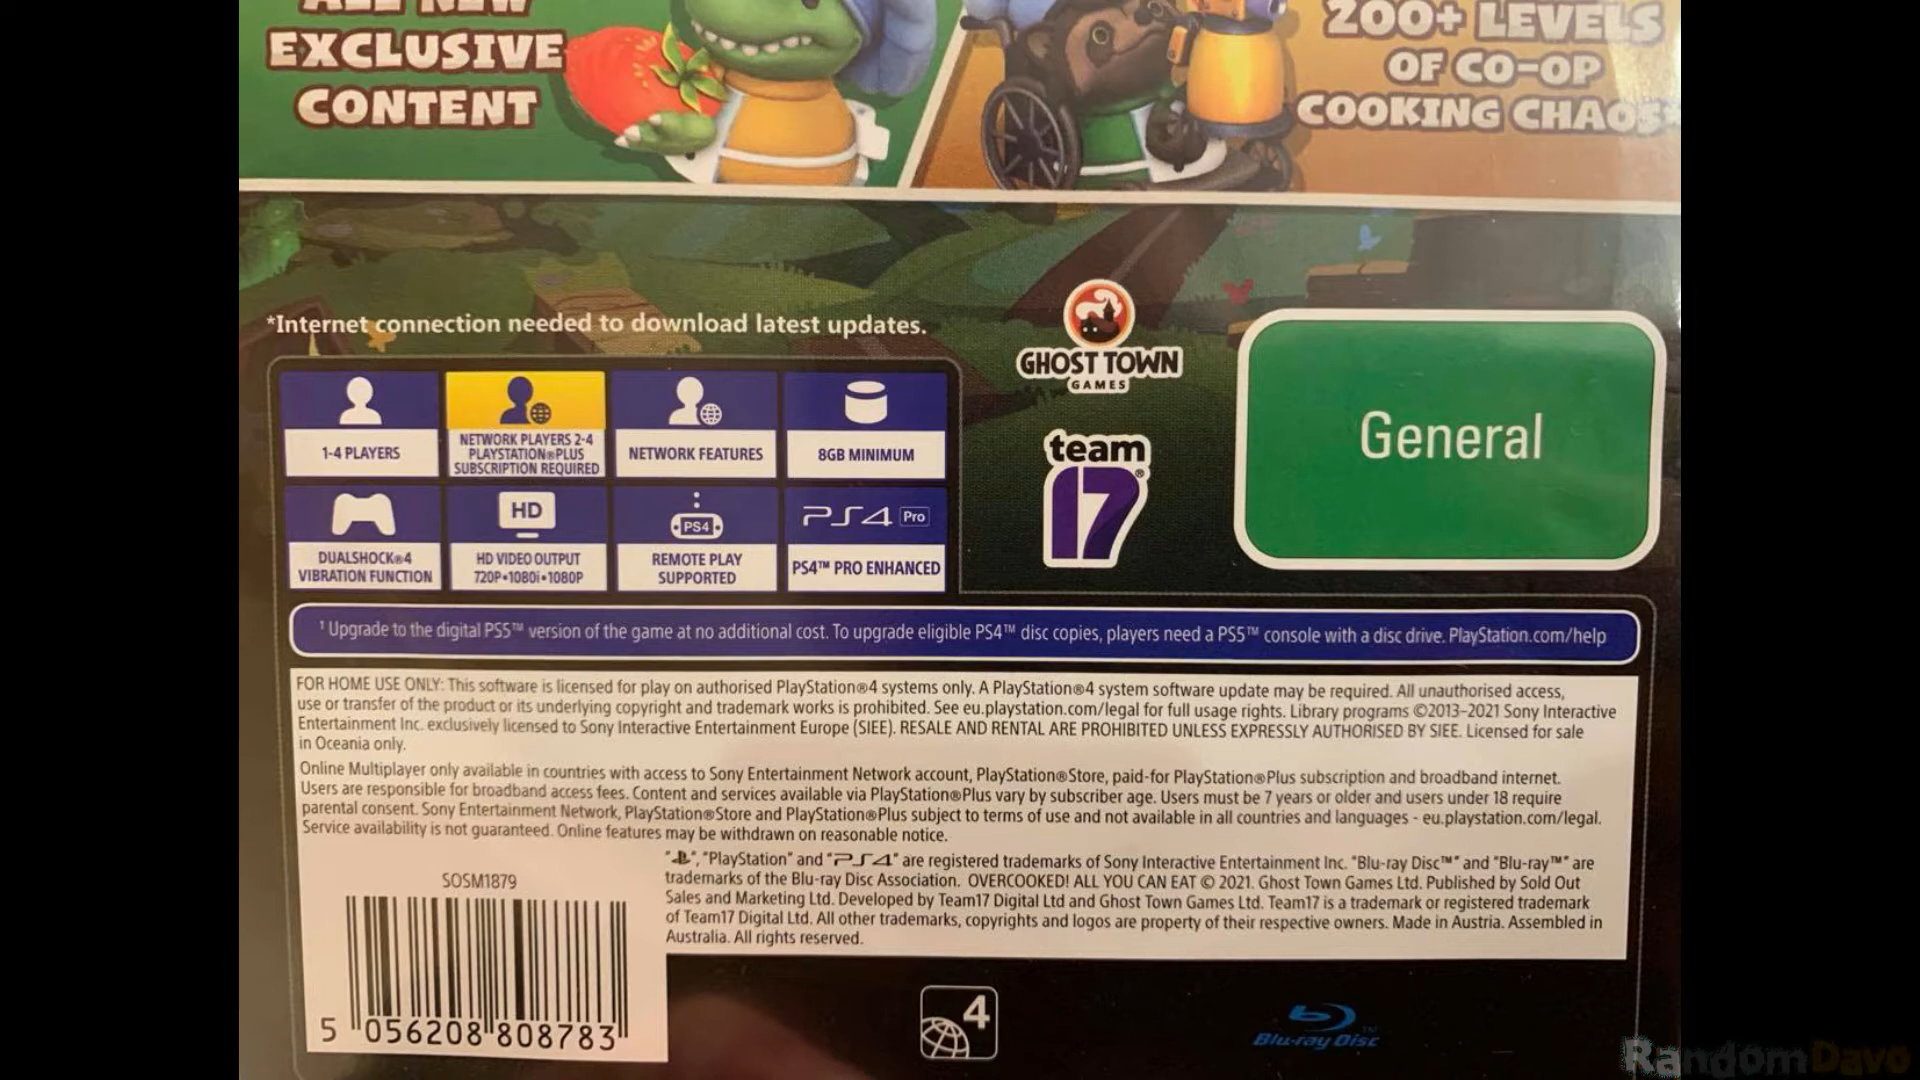 EXCLUSIVE
CONTENT
200+ LEVELS
OF CO-OP
COOKING CHAOS*
*Internet connection needed to download latest updates.
GHOST TOWN
GAMES
team
17®
General
1-4 PLAYERS
NETWORK PLAYERS 2-4
PLAYSTATION®PLUS
SUBSCRIPTION REQUIRED
NETWORK FEATURES
8GB MINIMUM
HD
PS4
PS4 Pro
DUALSHOCK®4
VIBRATION FUNCTION
HD VIDEO OUTPUT
720P•1080i•1080P
REMOTE PLAY
SUPPORTED
PS4™ PRO ENHANCED
¹ Upgrade to the digital PS5™ version of the game at no additional cost. To upgrade eligible PS4™ disc copies, players need a PS5™ console with a disc drive. PlayStation.com/help
FOR HOME USE ONLY: This software is licensed for play on authorised PlayStation®4 systems only. A PlayStation®4 system software update may be required. All unauthorised access,
use or transfer of the product or its underlying copyright and trademark works is prohibited. See eu.playstation.com/legal for full usage rights. Library programs ©2013-2021 Sony Interactive
Entertainment Inc. exclusively licensed to Sony Interactive Entertainment Europe (SIEE). RESALE AND RENTAL ARE PROHIBITED UNLESS EXPRESSLY AUTHORISED BY SIEE. Licensed for sale
in Oceania only.
Online Multiplayer only available in countries with access to Sony Entertainment Network account, PlayStation®Store, paid-for PlayStation®Plus subscription and broadband internet.
Users are responsible for broadband access fees. Content and services available via PlayStation®Plus vary by subscriber age. Users must be 7 years or older and users under 18 require
parental consent. Sony Entertainment Network, PlayStation®Store and PlayStation®Plus subject to terms of use and not available in all countries and languages - eu.playstation.com/legal.
Service availability is not guaranteed. Online features may be withdrawn on reasonable notice.
" ", "PlayStation" and "PS4" are registered trademarks of Sony Interactive Entertainment Inc. "Blu-ray Disc™" and "Blu-ray™" are
trademarks of the Blu-ray Disc Association. OVERCOOKED! ALL YOU CAN EAT © 2021. Ghost Town Games Ltd. Published by Sold Out
Sales and Marketing Ltd. Developed by Team17 Digital Ltd and Ghost Town Games Ltd. Team17 is a trademark or registered trademark
of Team17 Digital Ltd. All other trademarks, copyrights and logos are property of their respective owners. Made in Austria. Assembled in
Australia. All rights reserved.
SOSM1879
5 056208 808783
4
Blu-ray Disc™
RandomDavo